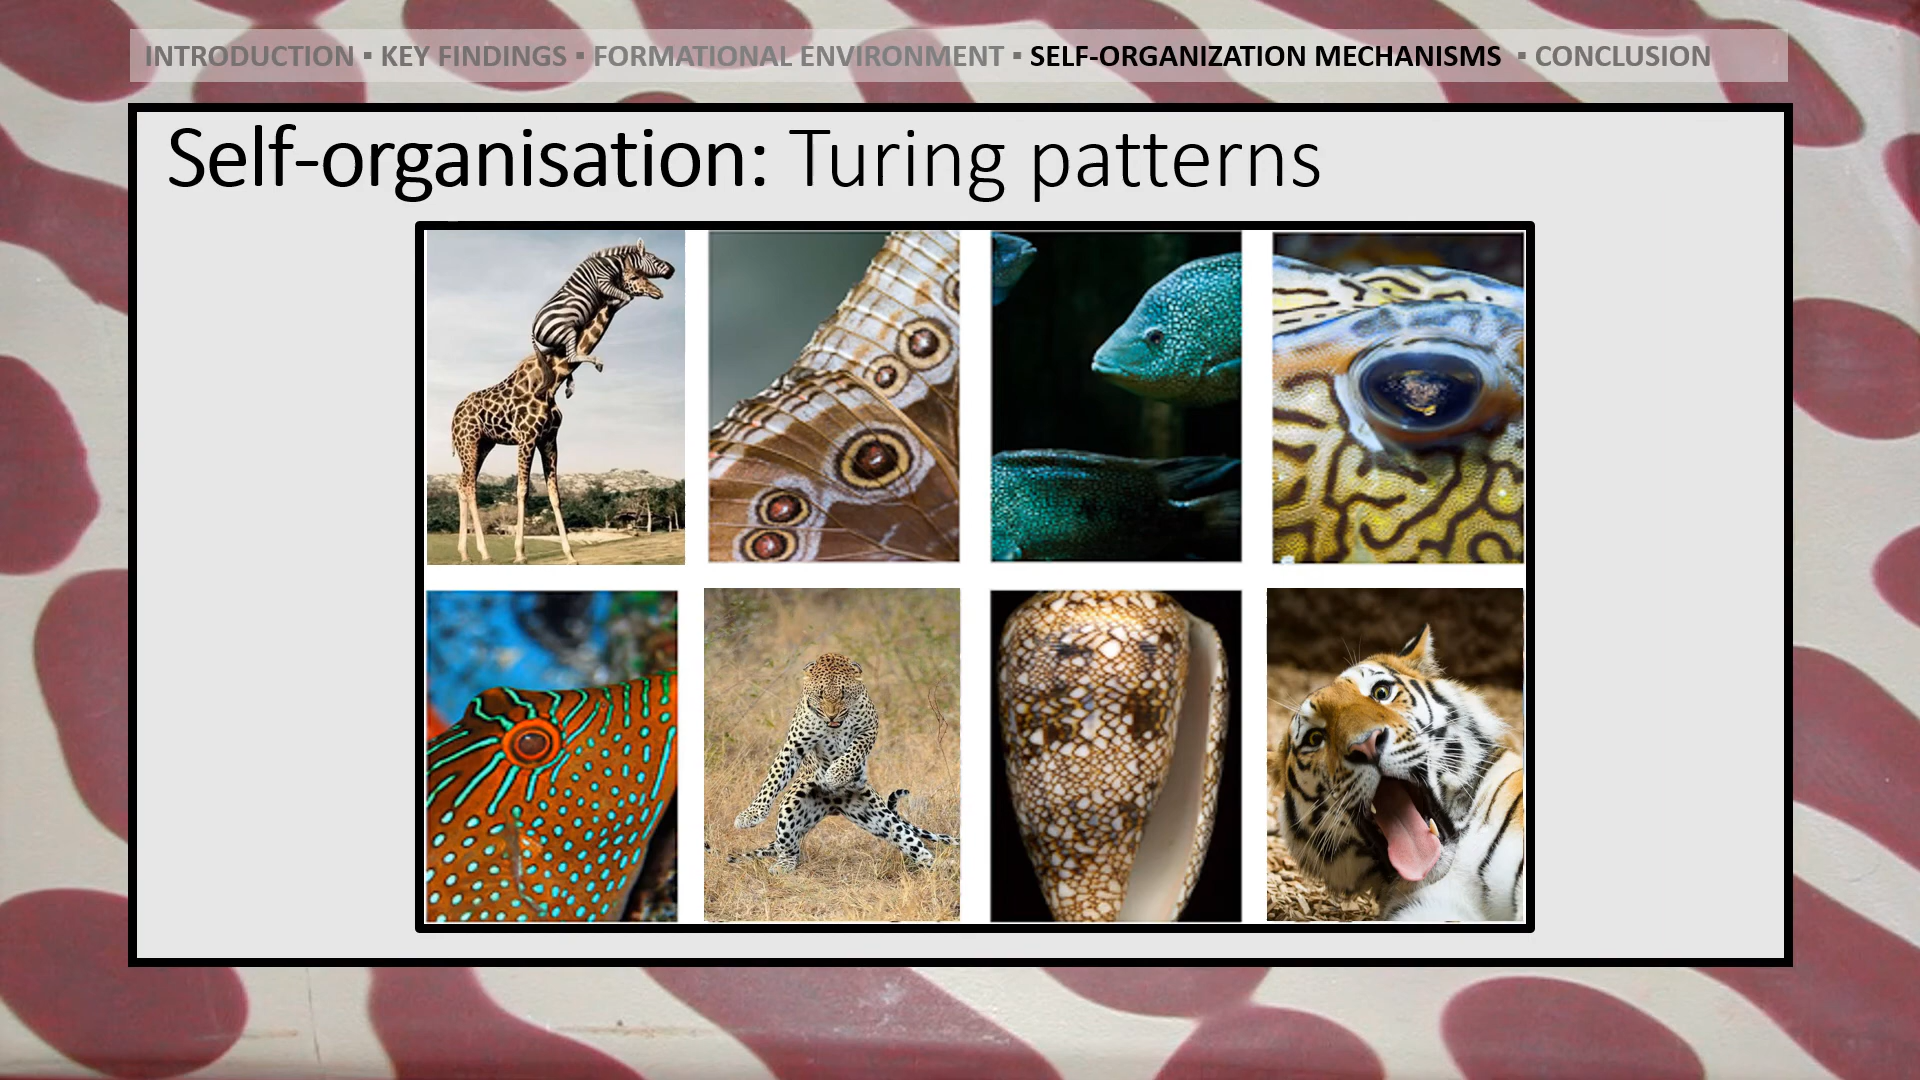 INTRODUCTION ▪ KEY FINDINGS ▪ FORMATIONAL ENVIRONMENT ▪ SELF-ORGANIZATION MECHANISMS ▪ CONCLUSION
Self-organisation: Turing patterns